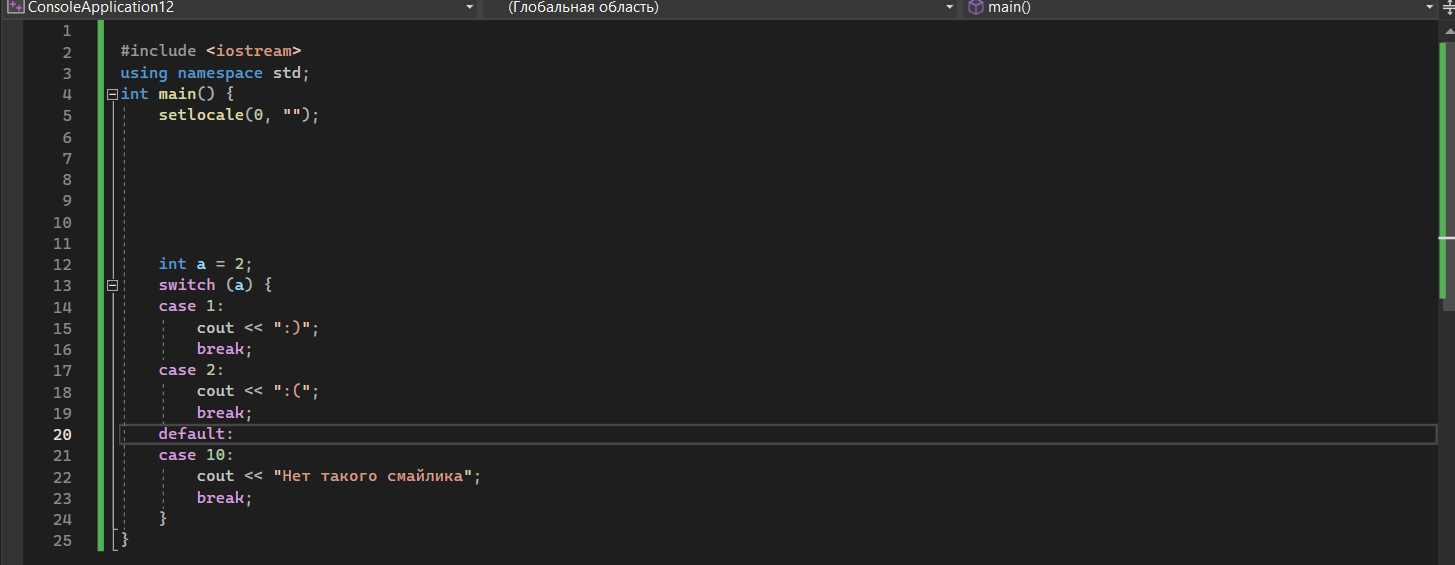 ConsoleApplication12 (Глобальная область) main()
1
2 #include <iostream>
3 using namespace std;
4 int main() {
5 setlocale(0, "");
6
7
8
9
10
11
12 int a = 2;
13 switch (a) {
14 case 1:
15 cout << ":)";
16 break;
17 case 2:
18 cout << ":(";
19 break;
20 default:
21 case 10:
22 cout << "Нет такого смайлика";
23 break;
24 }
25 }